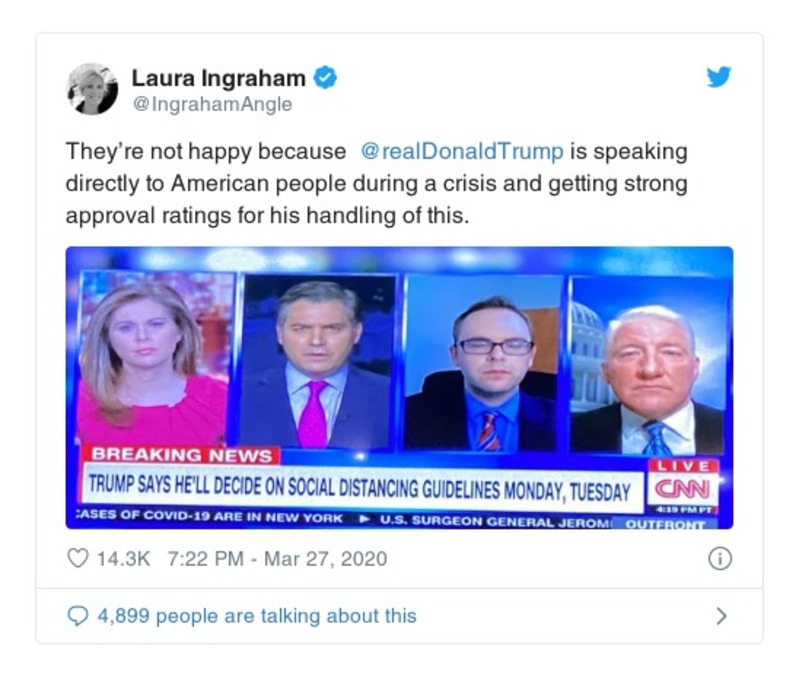 Laura Ingraham
@IngrahamAngle
They're not happy because @realDonaldTrump is speaking
directly to American people during a crisis and getting strong
approval ratings for his handling of this.
BREAKING NEWS
TRUMP SAYS HE'LL DECIDE ON SOCIAL DISTANCING GUIDELINES MONDAY, TUESDAY
LIVE
CNN
4:19 PM PT
ASES OF COVID-19 ARE IN NEW YORK ▶ U.S. SURGEON GENERAL JEROM
OUTFRONT
14.3K 7:22 PM - Mar 27, 2020
4,899 people are talking about this